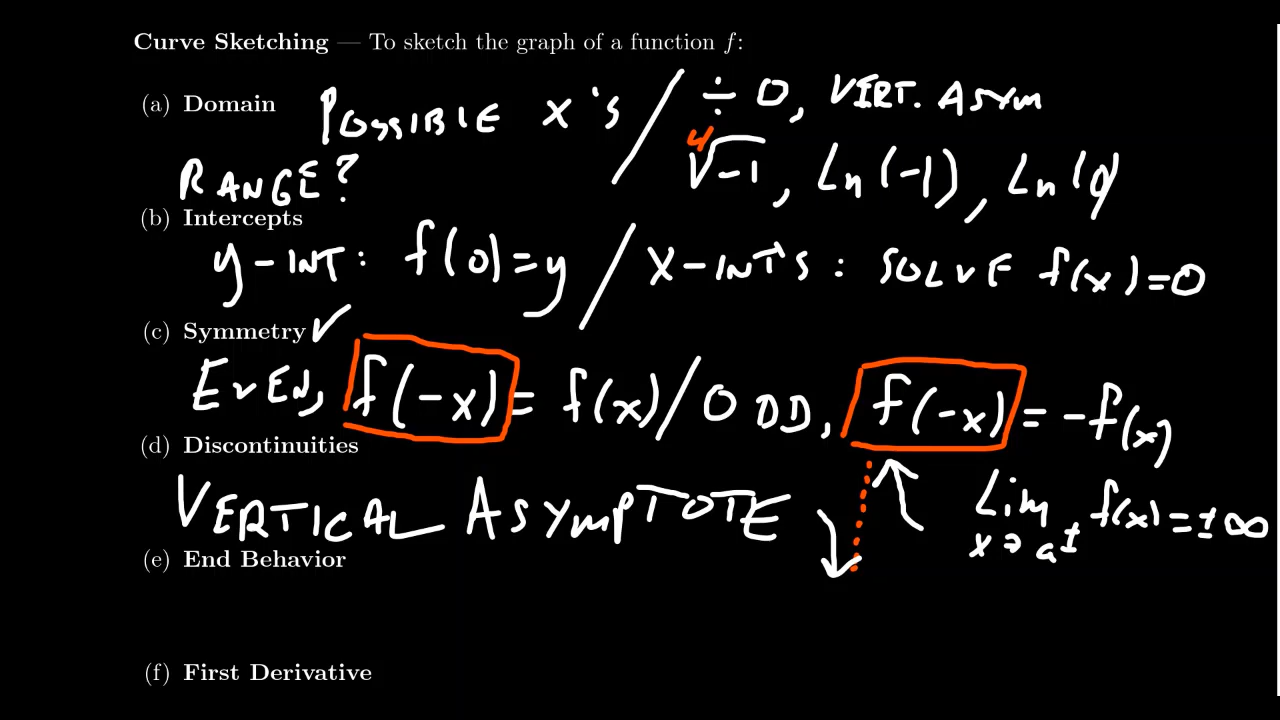 Curve Sketching — To sketch the graph of a function f:
(a) Domain POSSIBLE X'S / ÷ 0, VERT. ASYM
RANGE? ⁴√-1, Ln(-1), Ln(0)
(b) Intercepts
y-INT: f(0)=y / X-INT'S: SOLVE f(x)=0
(c) Symmetry ✓
EVEN, f(-x) = f(x) / ODD, f(-x) = -f(x)
(d) Discontinuities
VERTICAL ASYMPTOTE Lim x→a± f(x)=±∞
(e) End Behavior
(f) First Derivative